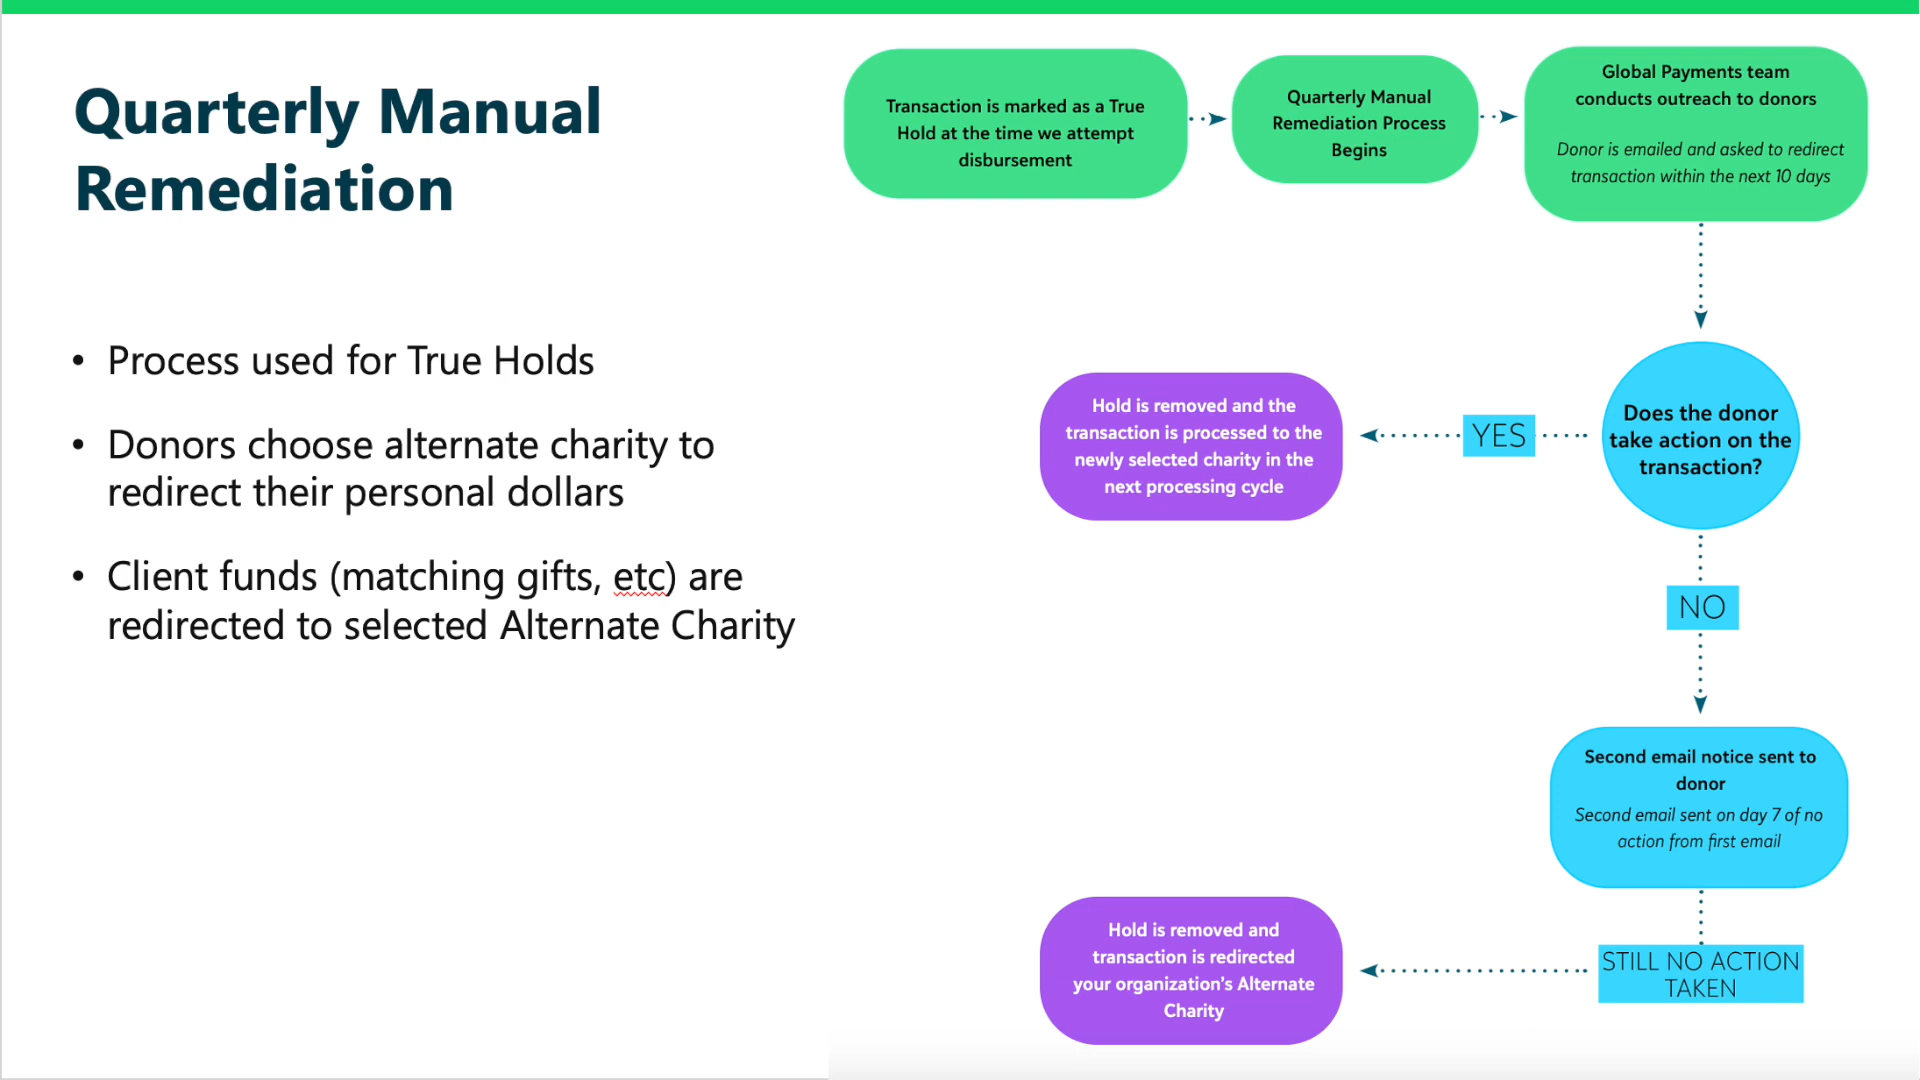 Quarterly Manual
Remediation
• Process used for True Holds
• Donors choose alternate charity to
redirect their personal dollars
• Client funds (matching gifts, etc) are
redirected to selected Alternate Charity
Transaction is marked as a True
Hold at the time we attempt
disbursement
Quarterly Manual
Remediation Process
Begins
Global Payments team
conducts outreach to donors
Donor is emailed and asked to redirect
transaction within the next 10 days
Does the donor
take action on the
transaction?
YES
Hold is removed and the
transaction is processed to the
newly selected charity in the
next processing cycle
NO
Second email notice sent to
donor
Second email sent on day 7 of no
action from first email
STILL NO ACTION
TAKEN
Hold is removed and
transaction is redirected
your organization's Alternate
Charity